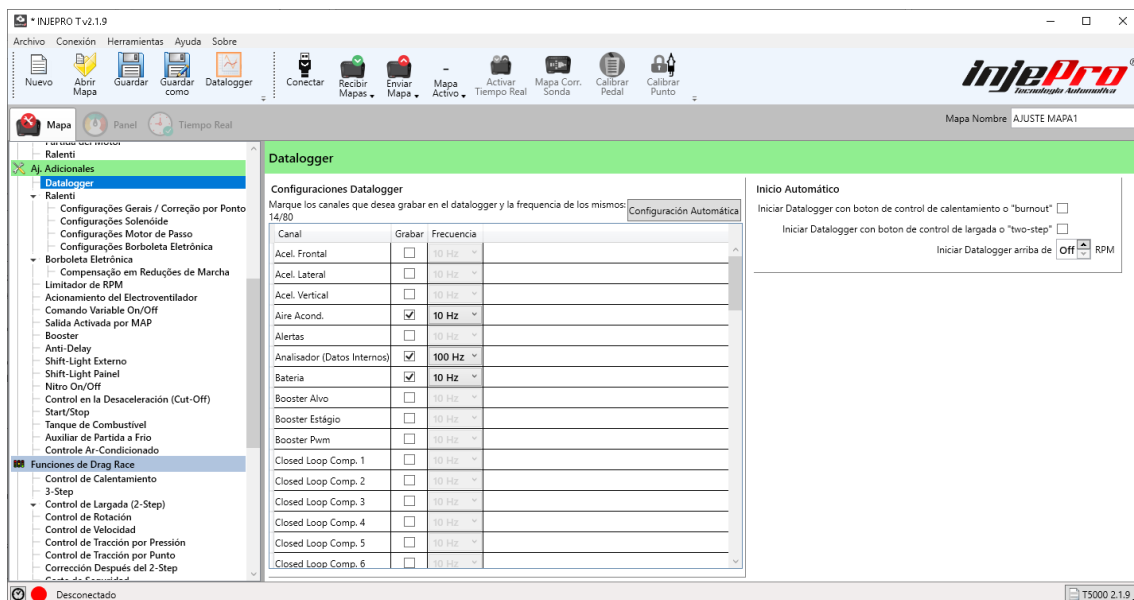 * INJEPRO T v2.1.9
Archivo Conexión Herramientas Ayuda Sobre
Nuevo
Abrir Mapa
Guardar
Guardar como
Datalogger
Conectar
Recibir Mapas
Enviar Mapa
Mapa Activo
Activar Tiempo Real
Mapa Corr. Sonda
Calibrar Pedal
Calibrar Punto
injePro
Tecnologia Automotiva
Mapa
Panel
Tiempo Real
Mapa Nombre AJUSTE MAPA1
Partida del Motor
Ralenti
Aj. Adicionales
Datalogger
Ralenti
Configurações Gerais / Correção por Ponto
Configurações Solenóide
Configurações Motor de Passo
Configurações Borboleta Eletrônica
Borboleta Eletrônica
Compensação em Reduções de Marcha
Limitador de RPM
Acionamiento del Electroventilador
Comando Variable On/Off
Salida Activada por MAP
Booster
Anti-Delay
Shift-Light Externo
Shift-Light Painel
Nitro On/Off
Control en la Desaceleración (Cut-Off)
Start/Stop
Tanque de Combustível
Auxiliar de Partida a Frio
Controle Ar-Condicionado
Funciones de Drag Race
Control de Calentamiento
3-Step
Control de Largada (2-Step)
Control de Rotación
Control de Velocidad
Control de Tracción por Pressión
Control de Tracción por Punto
Corrección Después del 2-Step
Corte de Seguridad
Datalogger
Configuraciones Datalogger
Marque los canales que desea grabar en el datalogger y la frecuencia de los mismos:
14/80
Configuración Automática
Canal Grabar Frecuencia
Acel. Frontal 10 Hz
Acel. Lateral 10 Hz
Acel. Vertical 10 Hz
Aire Acond. 10 Hz
Alertas 10 Hz
Analisador (Datos Internos) 100 Hz
Bateria 10 Hz
Booster Alvo 10 Hz
Booster Estágio 10 Hz
Booster Pwm 10 Hz
Closed Loop Comp. 1 10 Hz
Closed Loop Comp. 2 10 Hz
Closed Loop Comp. 3 10 Hz
Closed Loop Comp. 4 10 Hz
Closed Loop Comp. 5 10 Hz
Closed Loop Comp. 6 10 Hz
Inicio Automático
Iniciar Datalogger con boton de control de calentamiento o "burnout"
Iniciar Datalogger con boton de control de largada o "two-step"
Iniciar Datalogger arriba de Off RPM
Desconectado
T5000 2.1.9